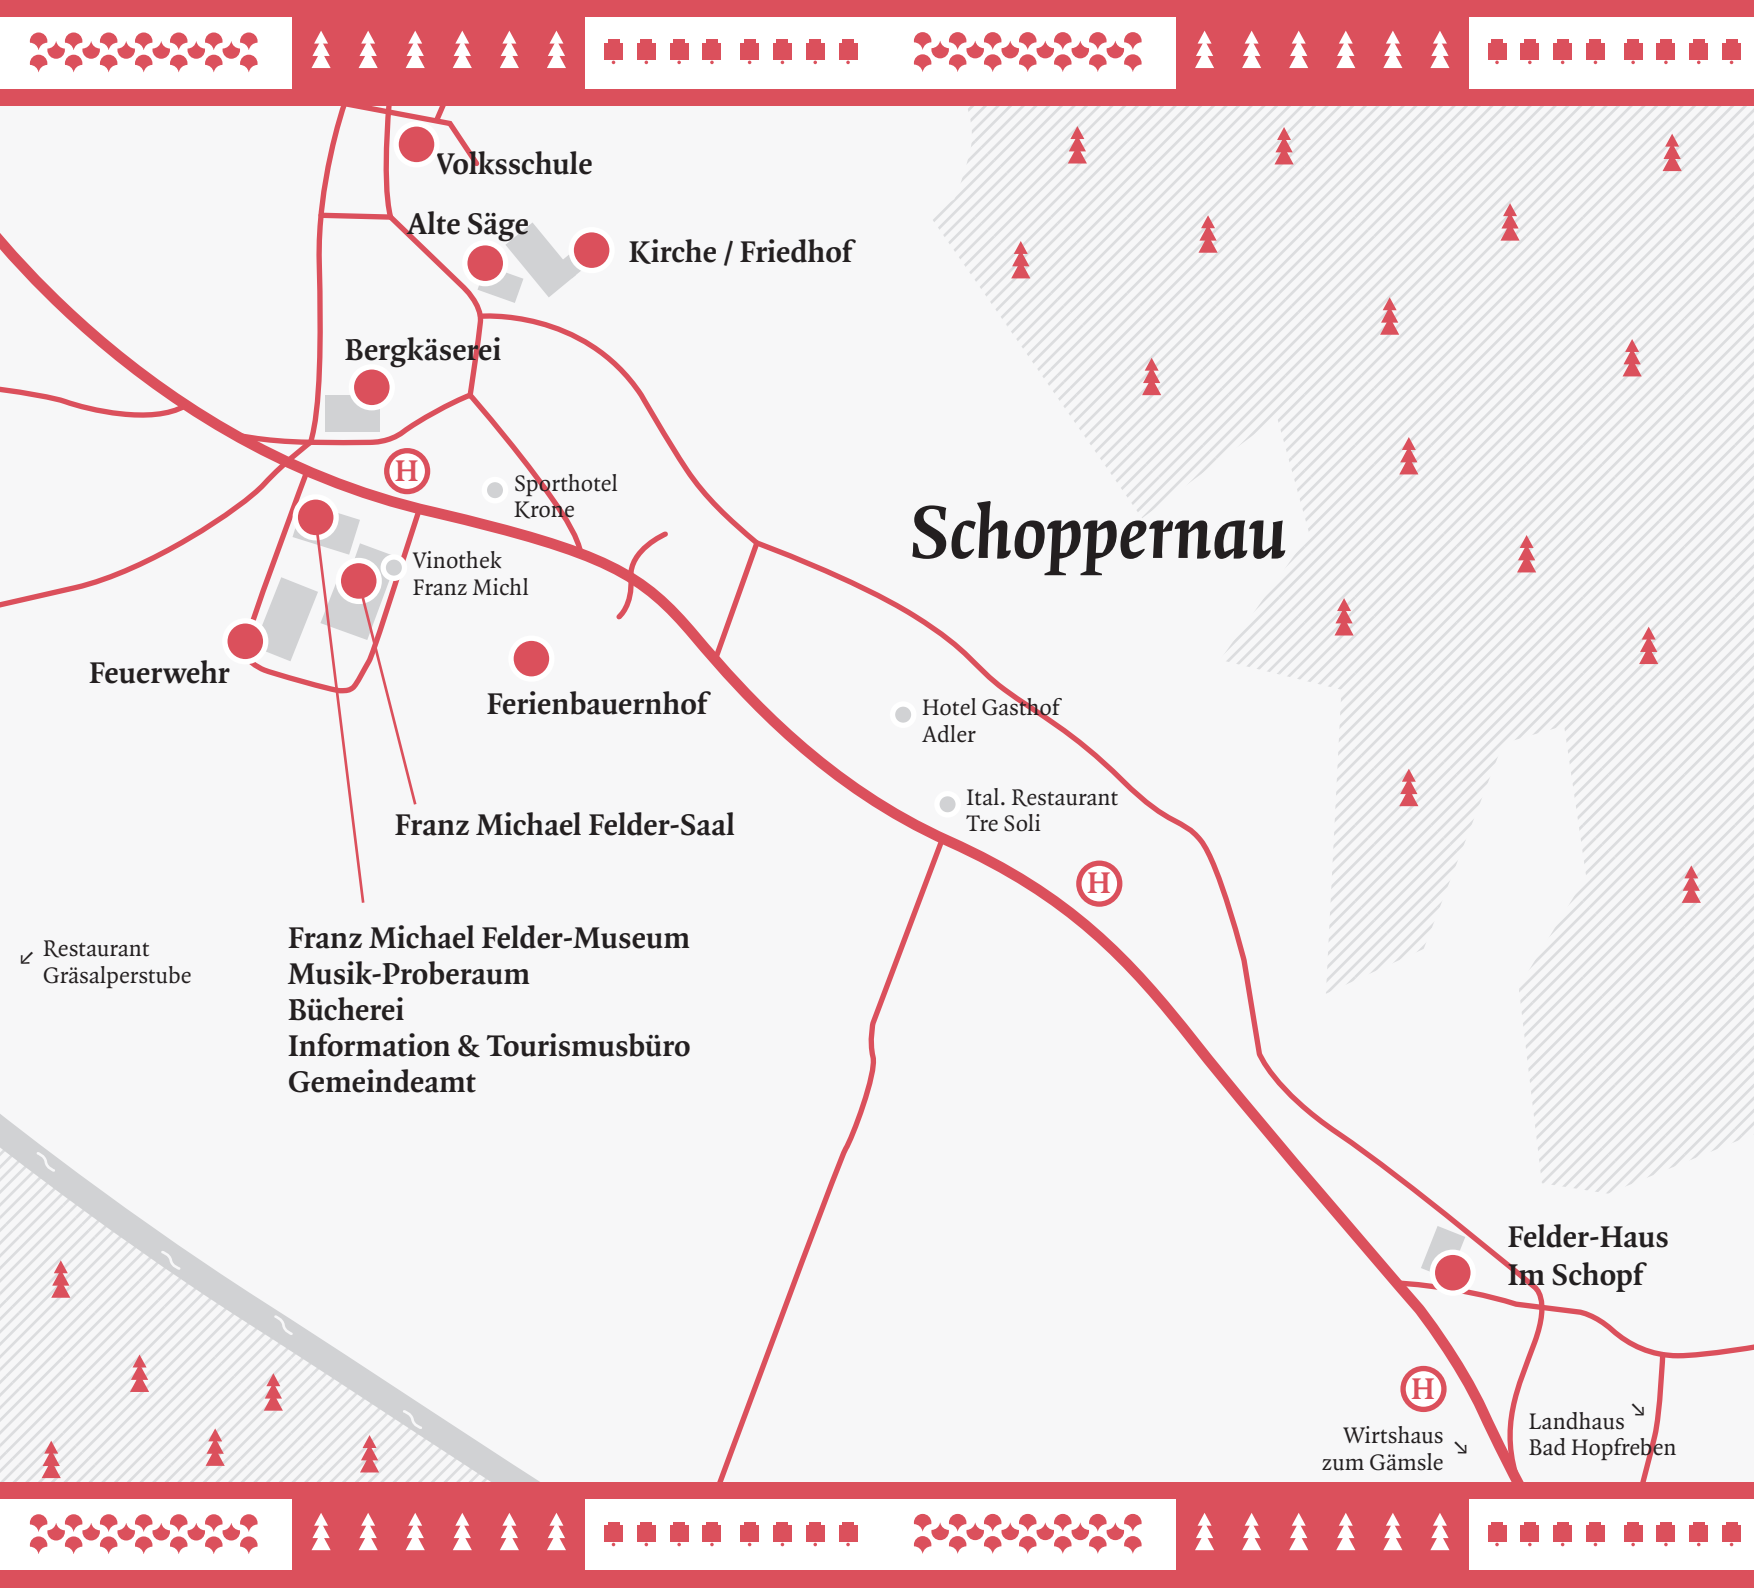 Volksschule
Alte Säge
Kirche / Friedhof
Bergkäserei
H
Sporthotel
Krone
Schoppernau
Vinothek
Franz Michl
Feuerwehr
Ferienbauernhof
Hotel Gasthof
Adler
Ital. Restaurant
Tre Soli
Franz Michael Felder-Saal
H
Restaurant
Gräsalperstube
Franz Michael Felder-Museum
Musik-Proberaum
Bücherei
Information & Tourismusbüro
Gemeindeamt
Felder-Haus
Im Schopf
H
Wirtshaus
zum Gämsle
Landhaus
Bad Hopfreben